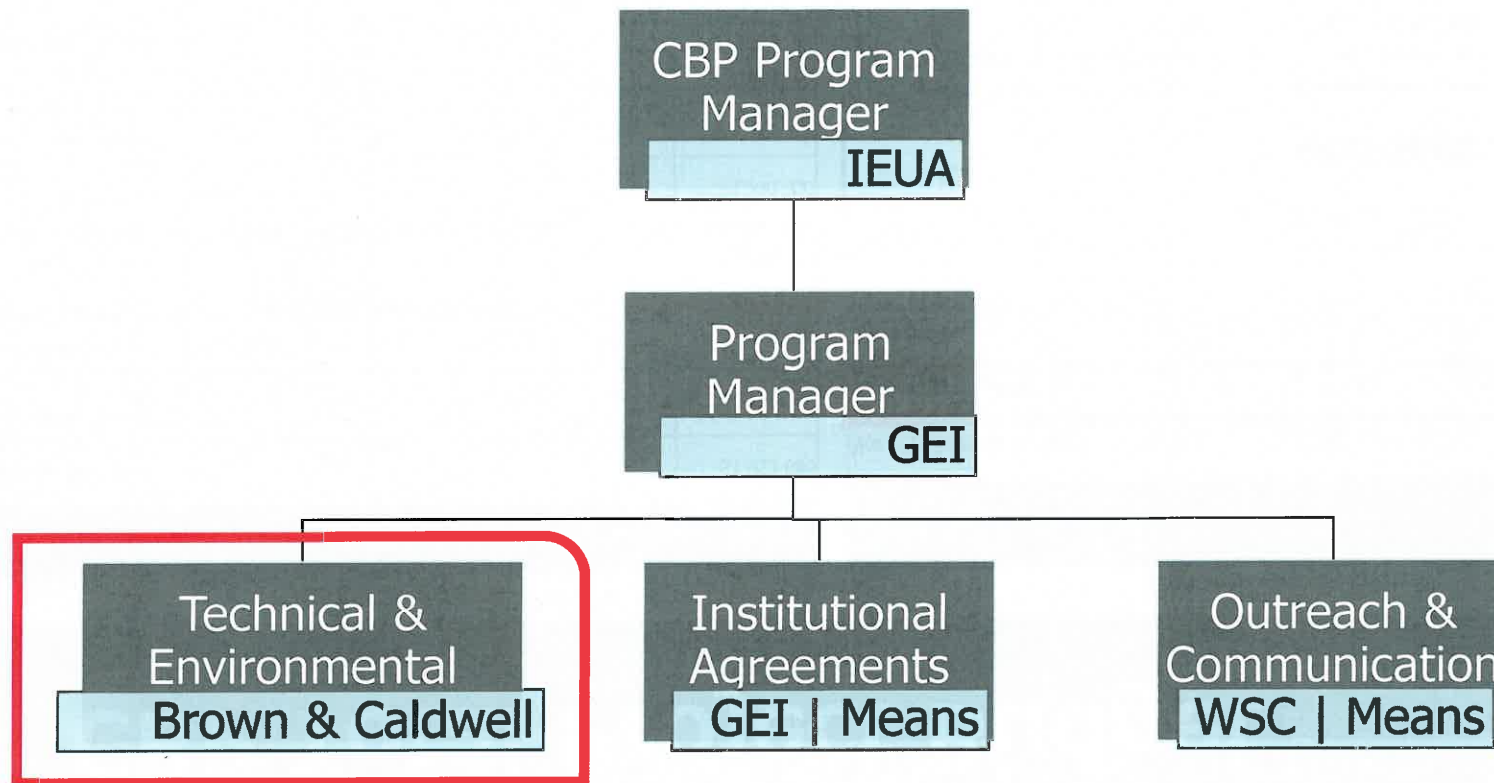 CBP Program
Manager
IEUA
Program
Manager
GEI
Technical &
Environmental
Brown & Caldwell
Institutional
Agreements
GEI | Means
Outreach &
Communication
WSC | Means